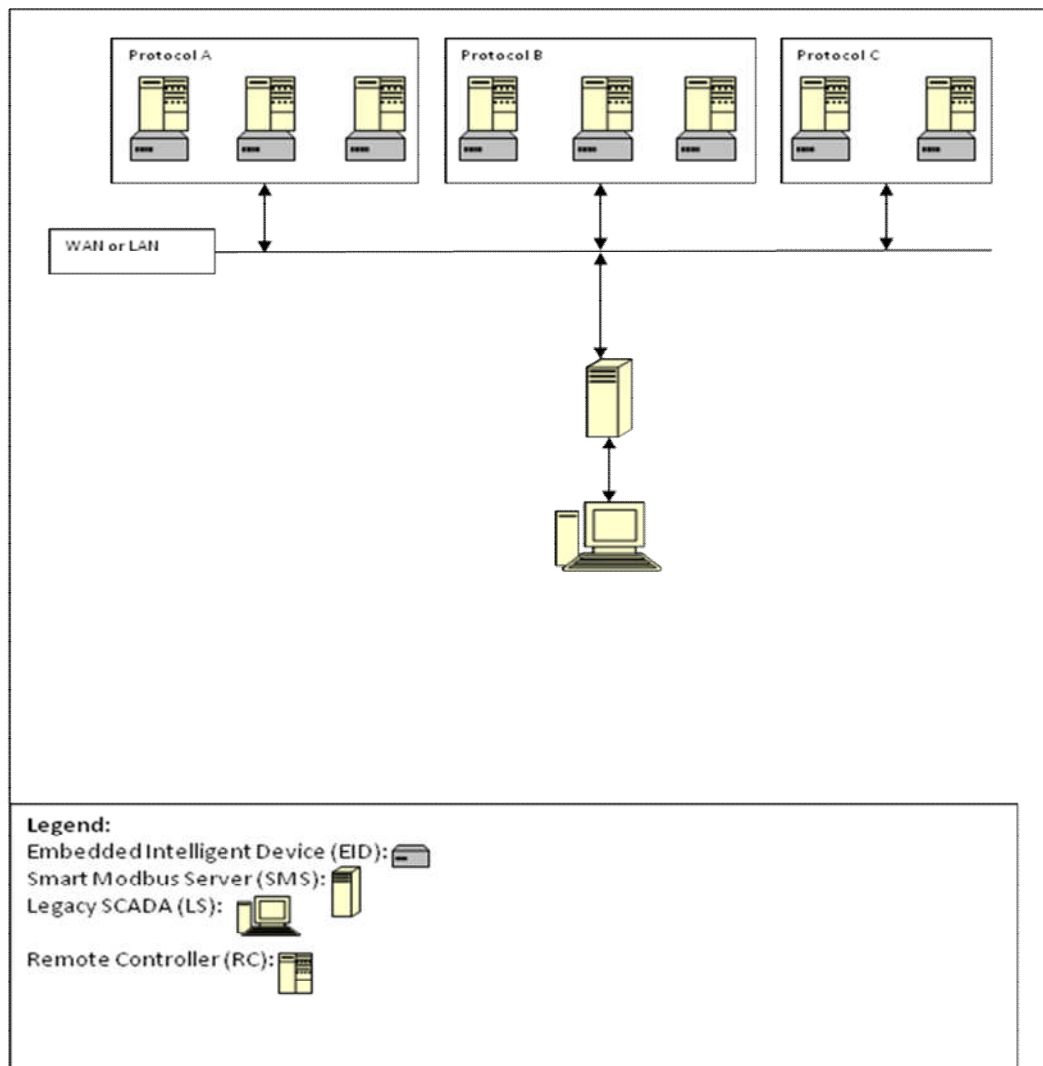 Protocol A
Protocol B
Protocol C
WAN or LAN
Legend:
Embedded Intelligent Device (EID):
Smart Modbus Server (SMS):
Legacy SCADA (LS):
Remote Controller (RC):